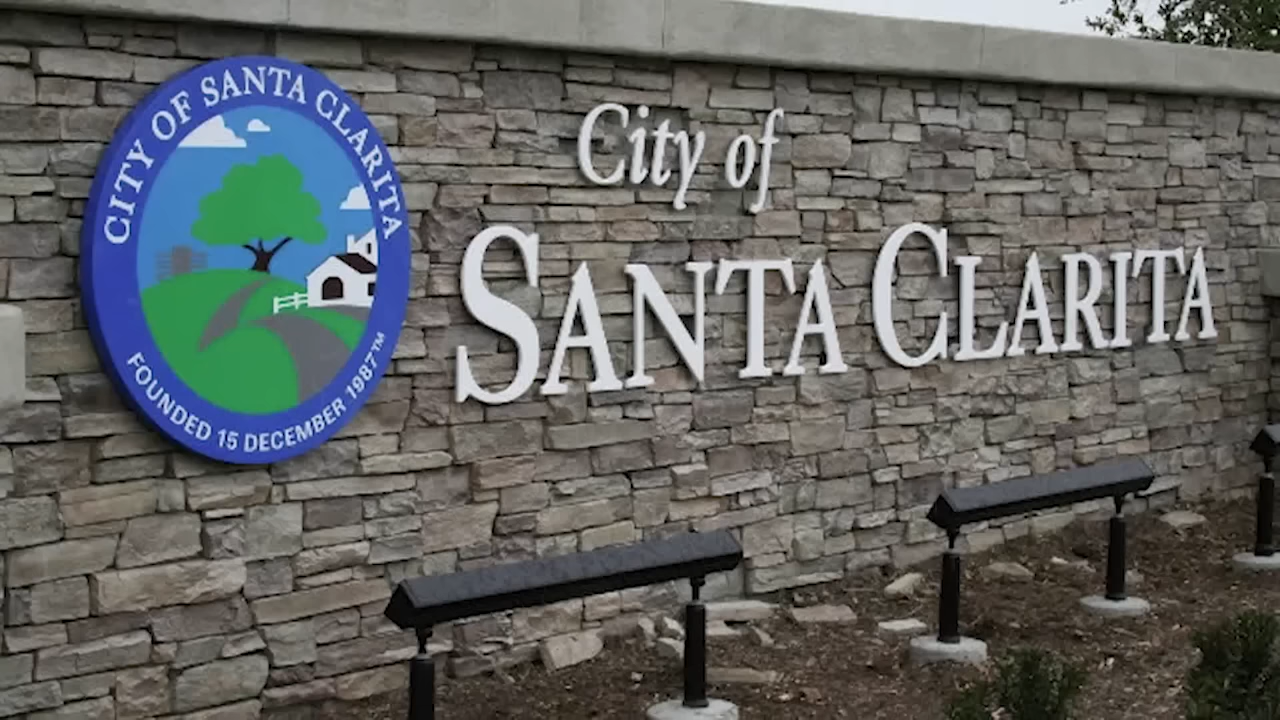 CITY OF SANTA CLARITA
FOUNDED 15 DECEMBER 1987™
City of
SANTA CLARITA